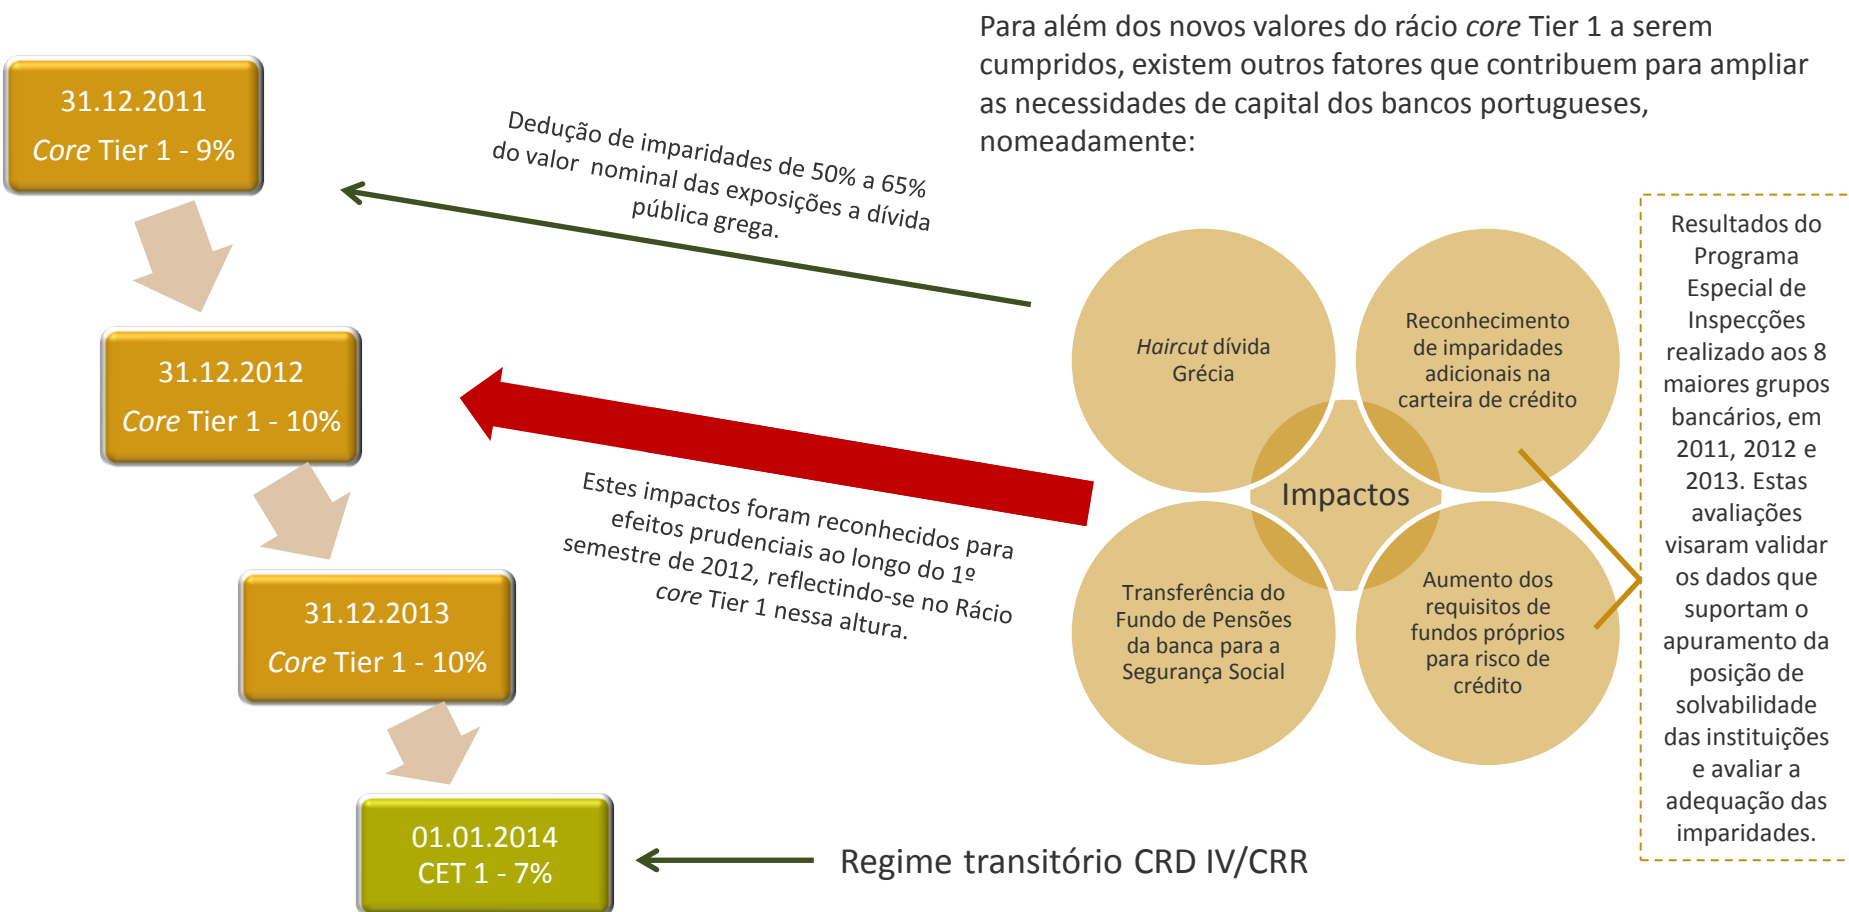 Para além dos novos valores do rácio core Tier 1 a serem
cumpridos, existem outros fatores que contribuem para ampliar
as necessidades de capital dos bancos portugueses,
nomeadamente:
31.12.2011
Core Tier 1 - 9%
Dedução de imparidades de 50% a 65%
do valor nominal das exposições a dívida
pública grega.
31.12.2012
Core Tier 1 - 10%
Estes impactos foram reconhecidos para
efeitos prudenciais ao longo do 1º
semestre de 2012, reflectindo-se no Rácio
core Tier 1 nessa altura.
31.12.2013
Core Tier 1 - 10%
01.01.2014
CET 1 - 7%
Regime transitório CRD IV/CRR
Haircut dívida
Grécia
Reconhecimento
de imparidades
adicionais na
carteira de crédito
Impactos
Transferência do
Fundo de Pensões
da banca para a
Segurança Social
Aumento dos
requisitos de
fundos próprios
para risco de
crédito
Resultados do
Programa
Especial de
Inspecções
realizado aos 8
maiores grupos
bancários, em
2011, 2012 e
2013. Estas
avaliações
visaram validar
os dados que
suportam o
apuramento da
posição de
solvabilidade
das instituições
e avaliar a
adequação das
imparidades.